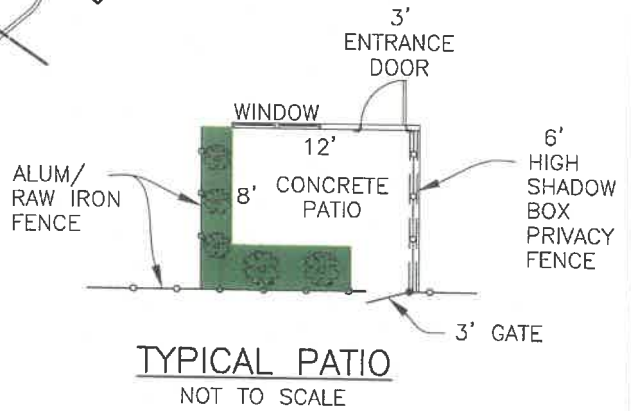 3'
ENTRANCE
DOOR
WINDOW
12'
ALUM/
RAW IRON
FENCE
8'
CONCRETE
PATIO
6'
HIGH
SHADOW
BOX
PRIVACY
FENCE
3' GATE
TYPICAL PATIO
NOT TO SCALE